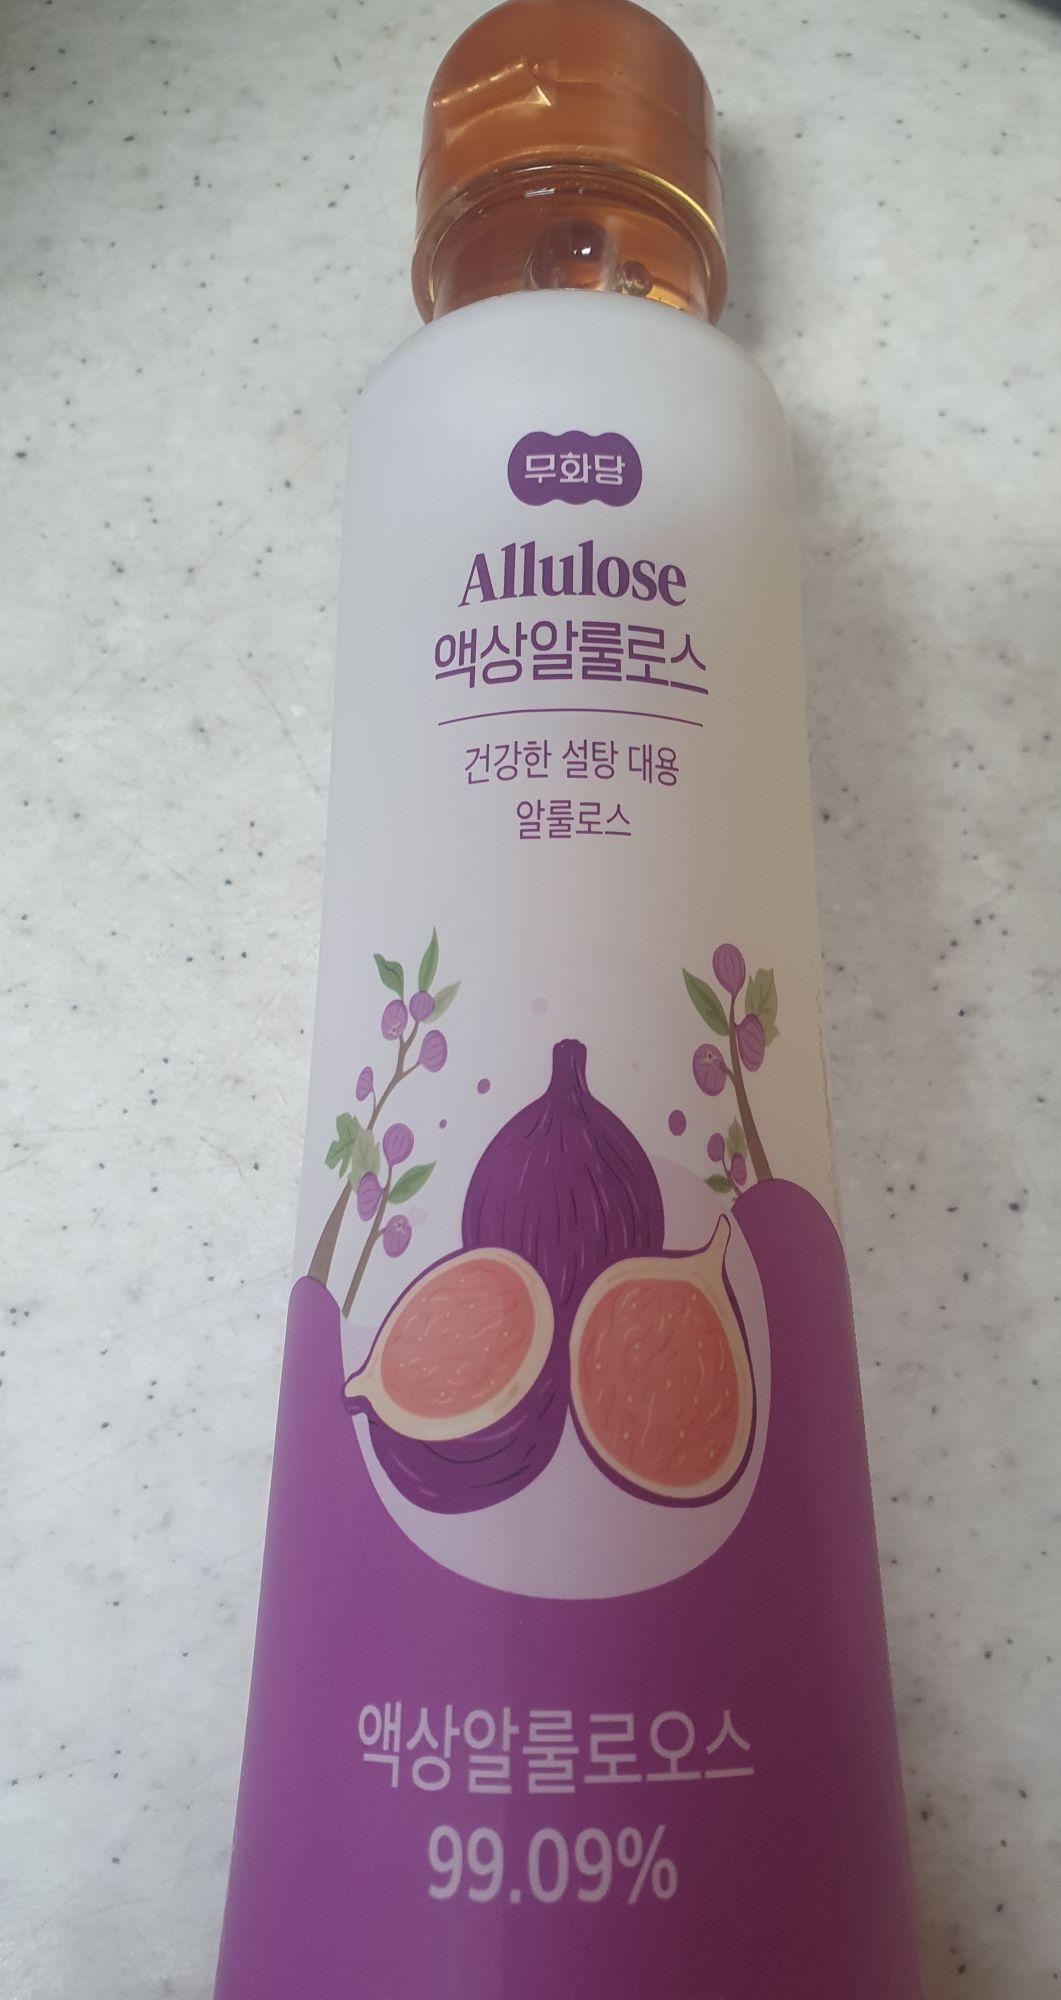 무화당
Allulose
액상알룰로스
건강한 설탕 대용
알룰로스
액상알룰로오스
99.09%